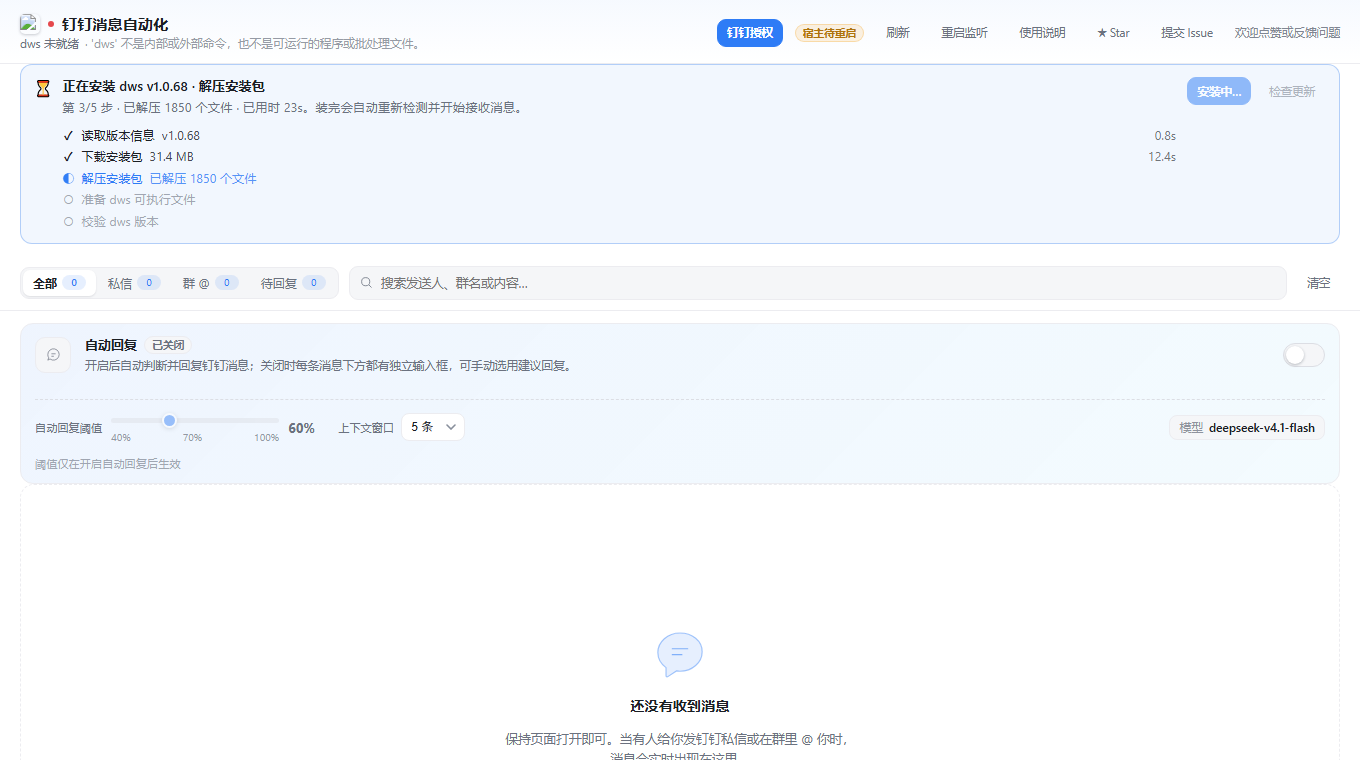 钉钉消息自动化
dws 未就绪 · 'dws' 不是内部或外部命令，也不是可运行的程序或批处理文件。
钉钉授权 宿主待重启 刷新 重启监听 使用说明 ★ Star 提交 Issue 欢迎点赞或反馈问题
正在安装 dws v1.0.68 · 解压安装包
第 3/5 步 · 已解压 1850 个文件 · 已用时 23s。装完会自动重新检测并开始接收消息。
安装中... 检查更新
✓ 读取版本信息 v1.0.68 0.8s
✓ 下载安装包 31.4 MB 12.4s
解压安装包 已解压 1850 个文件
准备 dws 可执行文件
校验 dws 版本
全部 0 私信 0 群 @ 0 待回复 0 搜索发送人、群名或内容... 清空
自动回复 已关闭
开启后自动判断并回复钉钉消息；关闭时每条消息下方都有独立输入框，可手动选用建议回复。
自动回复阈值 60% 上下文窗口 5 条 模型 deepseek-v4.1-flash
40% 70% 100%
阈值仅在开启自动回复后生效
还没有收到消息
保持页面打开即可。当有人给你发钉钉私信或在群里 @ 你时，
消息会实时出现在这里